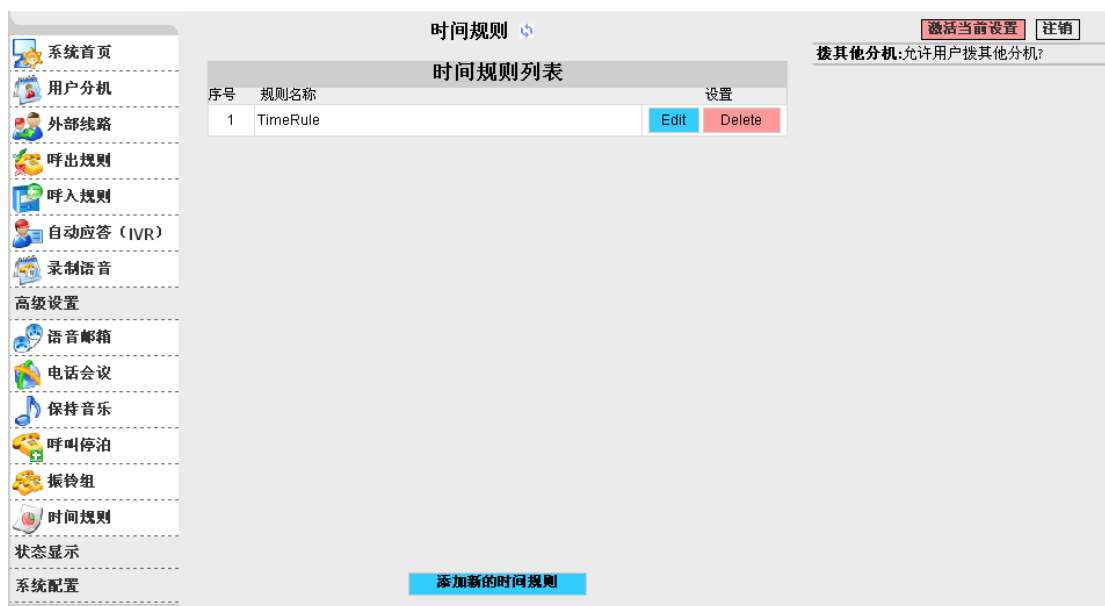 时间规则
激活当前设置 注销
拨其他分机:允许用户拨其他分机?
系统首页
用户分机
外部线路
呼出规则
呼入规则
自动应答（IVR）
录制语音
高级设置
语音邮箱
电话会议
保持音乐
呼叫停泊
振铃组
时间规则
状态显示
系统配置
时间规则列表
序号 规则名称 设置
1 TimeRule Edit Delete
添加新的时间规则